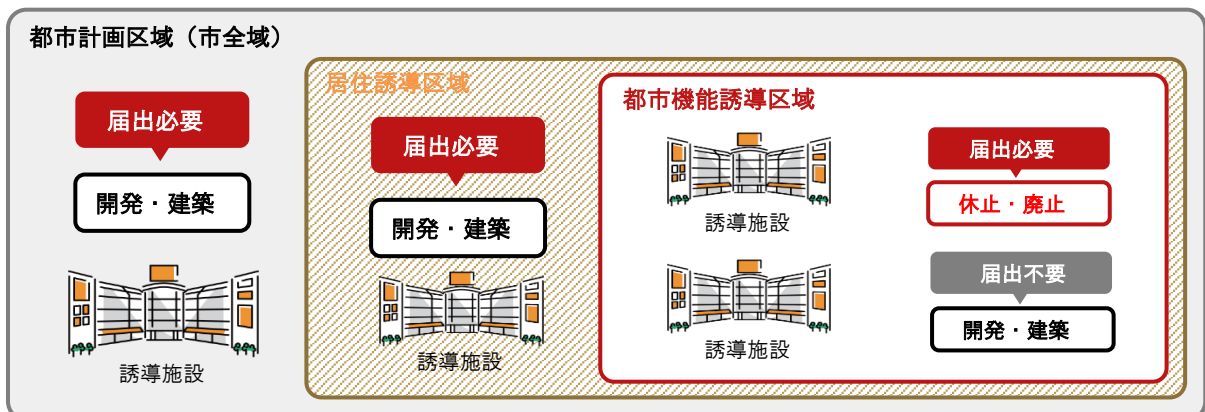 都市計画区域（市全域）
届出必要
開発・建築
誘導施設
居住誘導区域
届出必要
開発・建築
誘導施設
都市機能誘導区域
誘導施設
届出必要
休止・廃止
誘導施設
届出不要
開発・建築